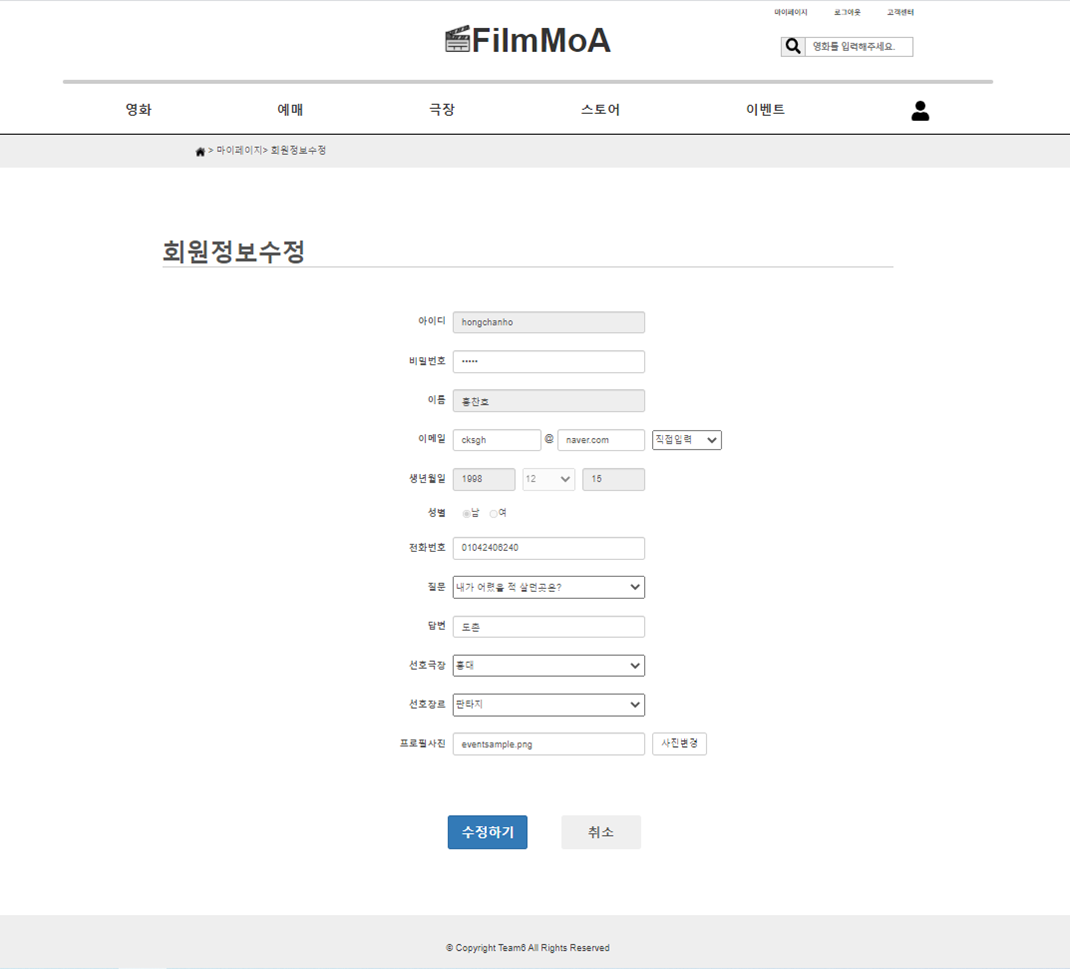 마이페이지 로그아웃 고객센터
FilmMoA
영화를 입력해주세요.
영화 예매 극장 스토어 이벤트
> 마이페이지> 회원정보수정
회원정보수정
아이디 hongchanho
비밀번호 •••••
이름 홍찬호
이메일 cksgh @ naver.com 직접입력
생년월일 1998 12 15
성별 남 여
전화번호 01042406240
질문 내가 어렸을 적 살던곳은?
답변 도촌
선호극장 홍대
선호장르 판타지
프로필사진 eventsample.png 사진변경
수정하기 취소
© Copyright Team6 All Rights Reserved